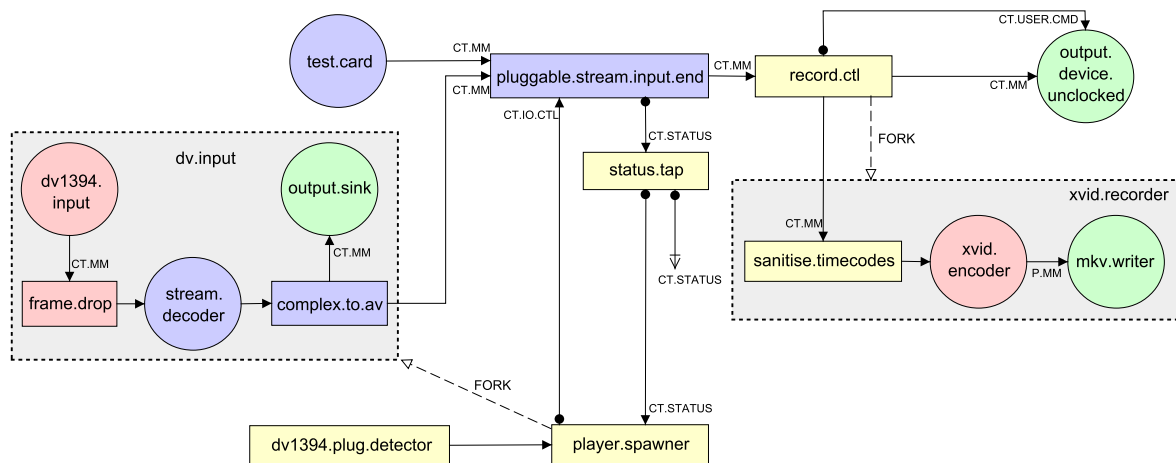 CT.USER.CMD
test.card
CT.MM
pluggable.stream.input.end
CT.MM
CT.MM
record.ctl
CT.MM
output.
device.
unclocked
CT.IO.CTL
CT.STATUS
FORK
dv.input
status.tap
dv1394.
input
output.sink
xvid.recorder
CT.MM
CT.MM
CT.MM
CT.STATUS
frame.drop
stream.
decoder
complex.to.av
sanitise.timecodes
xvid.
encoder
P.MM
mkv.writer
FORK
CT.STATUS
dv1394.plug.detector
player.spawner